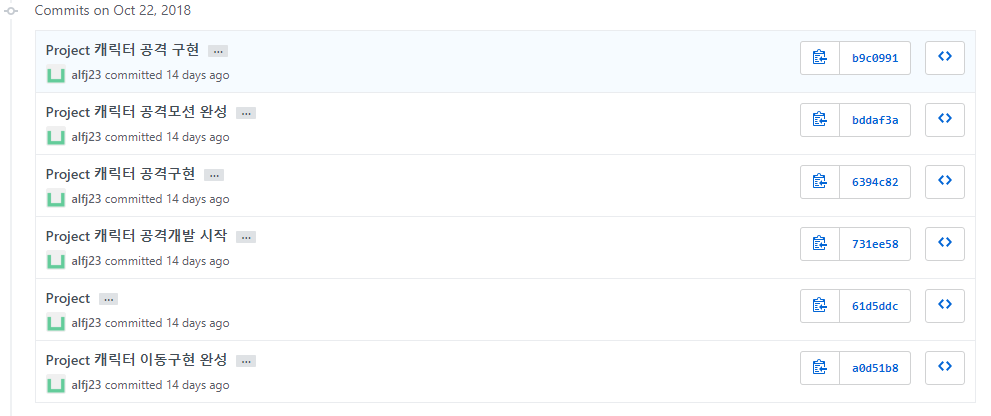 Commits on Oct 22, 2018
Project 캐릭터 공격 구현 ...
alfj23 committed 14 days ago
b9c0991
Project 캐릭터 공격모션 완성 ...
alfj23 committed 14 days ago
bddaf3a
Project 캐릭터 공격구현 ...
alfj23 committed 14 days ago
6394c82
Project 캐릭터 공격개발 시작 ...
alfj23 committed 14 days ago
731ee58
Project ...
alfj23 committed 14 days ago
61d5ddc
Project 캐릭터 이동구현 완성 ...
alfj23 committed 14 days ago
a0d51b8